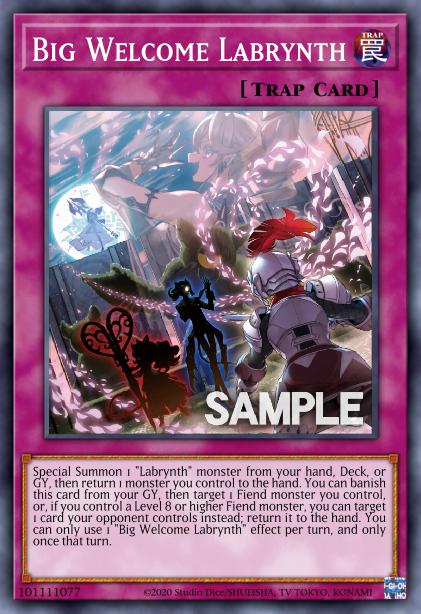 BIG WELCOME LABRYNTH
TRAP
罠
[TRAP CARD]
SAMPLE
Special Summon 1 "Labrynth" monster from your hand, Deck, or
GY, then return 1 monster you control to the hand. You can banish
this card from your GY, then target 1 Fiend monster you control,
or, if you control a Level 8 or higher Fiend monster, you can target
1 card your opponent controls instead; return it to the hand. You
can only use 1 "Big Welcome Labrynth" effect per turn, and only
once that turn.
101111077
©2020 Studio Dice/SHUEISHA, TV TOKYO, KONAMI